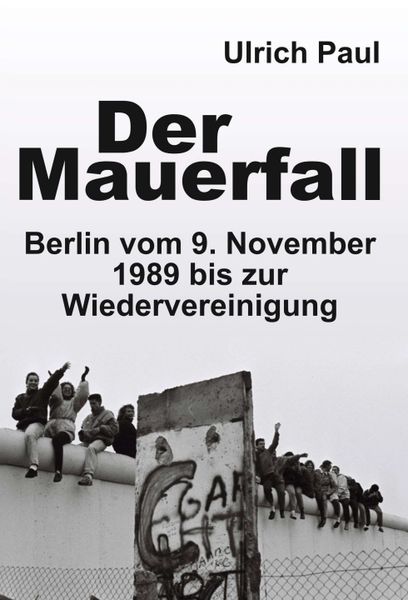 Ulrich Paul
Der
Mauerfall
Berlin vom 9. November
1989 bis zur
Wiedervereinigung